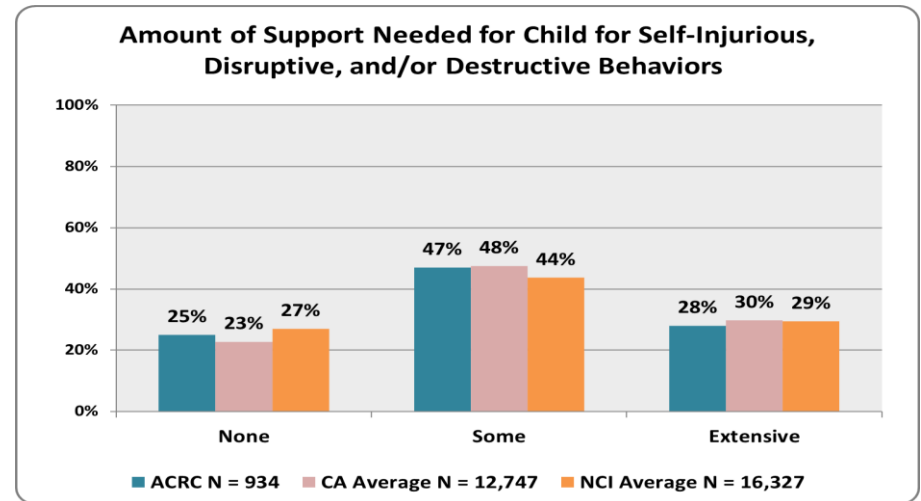 Amount of Support Needed for Child for Self-Injurious,
Disruptive, and/or Destructive Behaviors
100%
80%
60%
40%
20%
0%
25%
23%
27%
47%
48%
44%
28%
30%
29%
None
Some
Extensive
ACRC N = 934
CA Average N = 12,747
NCI Average N = 16,327